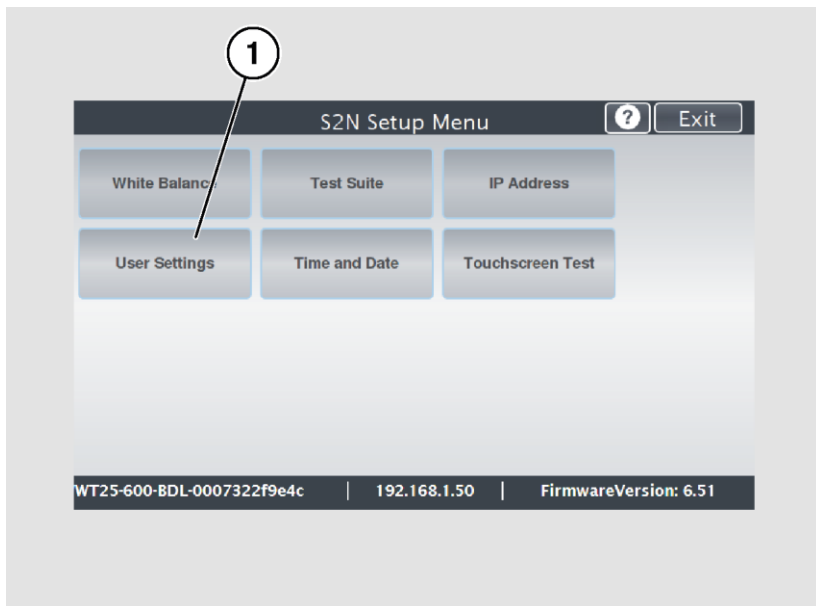 1
S2N Setup Menu ? Exit
White Balance Test Suite IP Address
User Settings Time and Date Touchscreen Test
WT25-600-BDL-0007322f9e4c | 192.168.1.50 | FirmwareVersion: 6.51